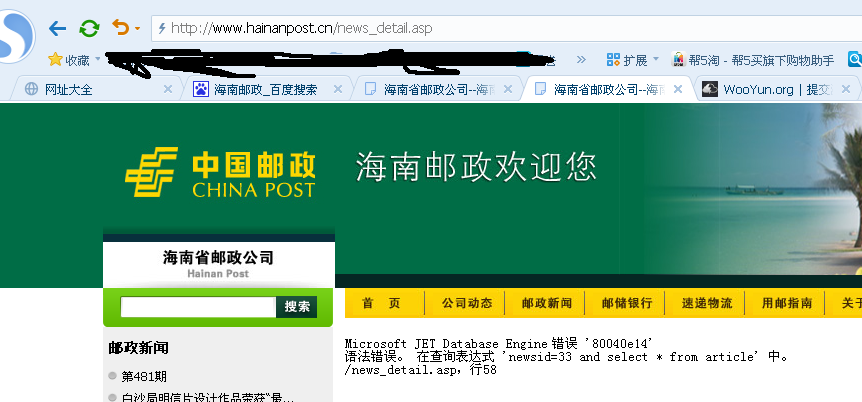 http://www.hainanpost.cn/news_detail.asp
收藏 » 扩展 帮5淘 - 帮5买旗下购物助手
网址大全 海南邮政_百度搜索 海南省邮政公司--海南 海南省邮政公司--海南 WooYun.org | 提交
中国邮政 海南邮政欢迎您
CHINA POST
海南省邮政公司
Hainan Post
搜索
首 页 公司动态 邮政新闻 邮储银行 速递物流 用邮指南 关于
邮政新闻
第481期
白沙局明信片设计作品荣获“最...
Microsoft JET Database Engine 错误 '80040e14'
语法错误。 在查询表达式 'newsid=33 and select * from article' 中。
/news_detail.asp，行58